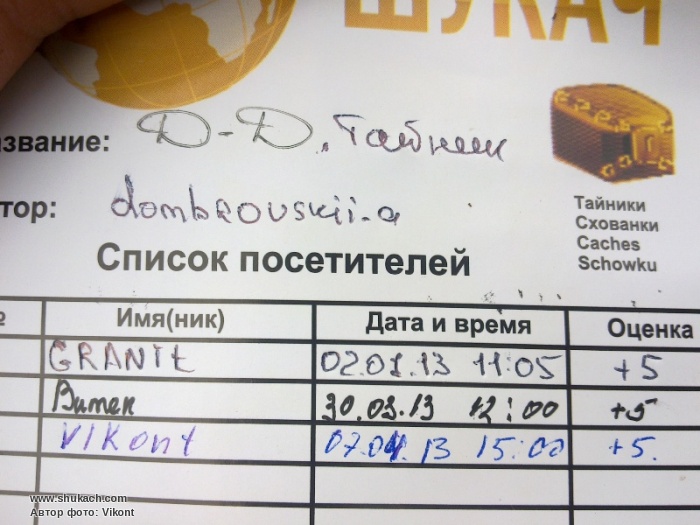 ШУКАЧ
азвание: Д-Д, Тайник
тор: dombrovskii-a
Тайники
Схованки
Caches
Schowku
Список посетителей
№ Имя(ник) Дата и время Оценка
GRANIt 02.01.13 11:05 +5
Витек 30.03.13 12:00 +5
VIKont 07.04.13 15:00 +5.
www.shukach.com
Автор фото: Vikont